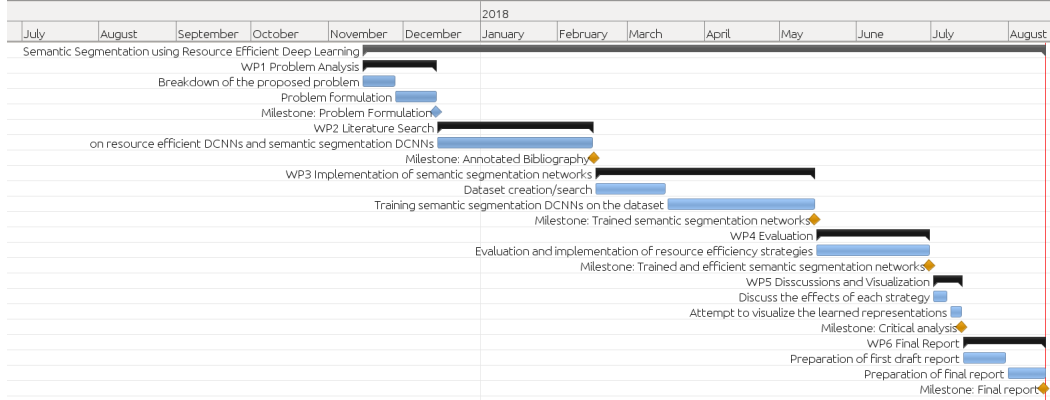 2018
July August September October November December January February March April May June July August
Semantic Segmentation using Resource Efficient Deep Learning
WP1 Problem Analysis
Breakdown of the proposed problem
Problem formulation
Milestone: Problem Formulation
WP2 Literature Search
on resource efficient DCNNs and semantic segmentation DCNNs
Milestone: Annotated Bibliography
WP3 Implementation of semantic segmentation networks
Dataset creation/search
Training semantic segmentation DCNNs on the dataset
Milestone: Trained semantic segmentation networks
WP4 Evaluation
Evaluation and implementation of resource efficiency strategies
Milestone: Trained and efficient semantic segmentation networks
WP5 Disscussions and Visualization
Discuss the effects of each strategy
Attempt to visualize the learned representations
Milestone: Critical analysis
WP6 Final Report
Preparation of first draft report
Preparation of final report
Milestone: Final report